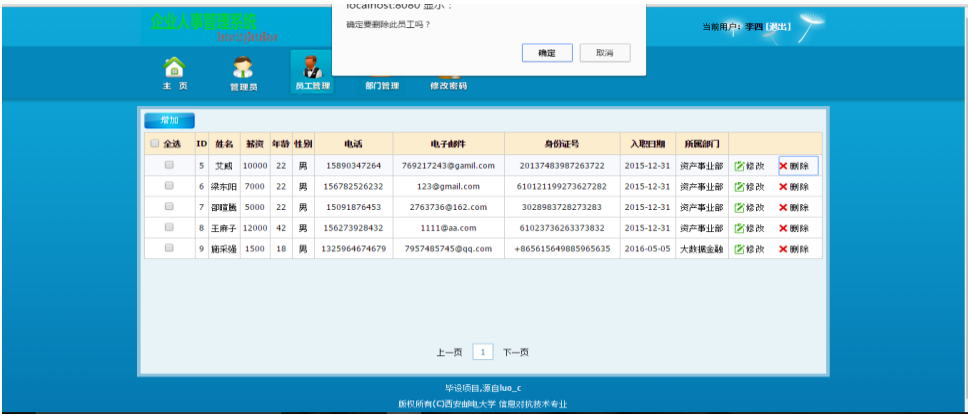 企业人事管理系统
localhost:8080 显示：
确定要删除此员工吗？
确定 取消
当前用户：李四 [退出]
主 页 管理员 员工管理 部门管理 修改密码
增加
全选 ID 姓名 薪资 年龄 性别 电话 电子邮件 身份证号 入职日期 所属部门
5 艾威 10000 22 男 15890347264 769217243@gamil.com 20137483987263722 2015-12-31 资产事业部 修改 删除
6 梁东阳 7000 22 男 156782526232 123@gmail.com 610121199273627282 2015-12-31 资产事业部 修改 删除
7 邵暄腾 5000 22 男 15091876453 2763736@162.com 3028983728273283 2015-12-31 资产事业部 修改 删除
8 王麻子 12000 42 男 156273928432 1111@aa.com 61023736263373832 2015-12-31 资产事业部 修改 删除
9 施采强 1500 18 男 1325964674679 7957485745@qq.com +865615649885965635 2016-05-05 大数据金融 修改 删除
上一页 1 下一页
毕设项目,源自luo_c
版权所有(C)西安邮电大学 信息对抗技术专业